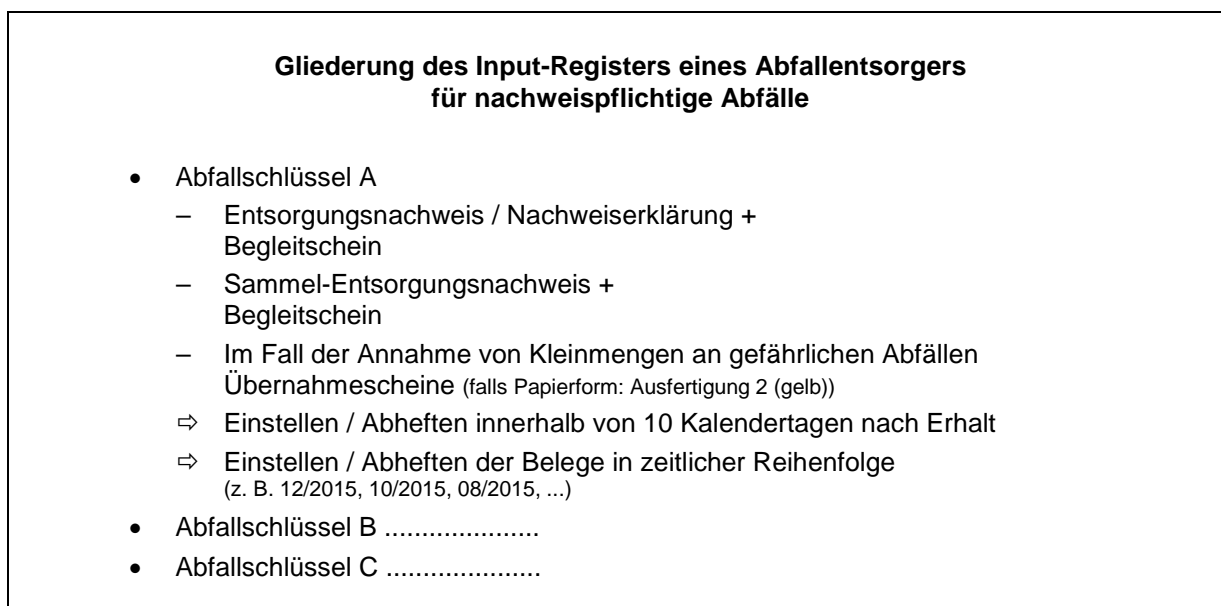 Gliederung des Input-Registers eines Abfallentsorgers
für nachweispflichtige Abfälle
• Abfallschlüssel A
– Entsorgungsnachweis / Nachweiserklärung +
Begleitschein
– Sammel-Entsorgungsnachweis +
Begleitschein
– Im Fall der Annahme von Kleinmengen an gefährlichen Abfällen
Übernahmescheine (falls Papierform: Ausfertigung 2 (gelb))
⇨ Einstellen / Abheften innerhalb von 10 Kalendertagen nach Erhalt
⇨ Einstellen / Abheften der Belege in zeitlicher Reihenfolge
(z. B. 12/2015, 10/2015, 08/2015, ...)
• Abfallschlüssel B .....................
• Abfallschlüssel C .....................